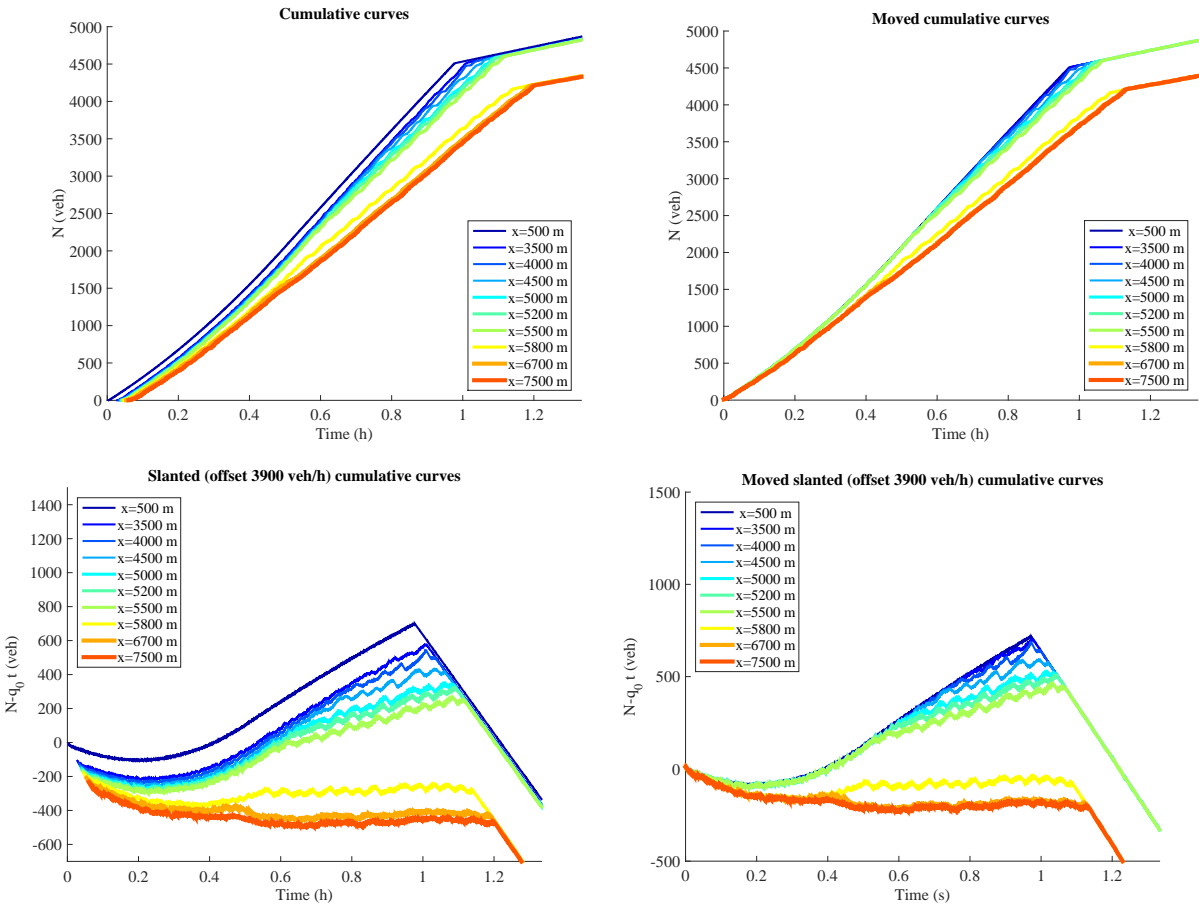 Cumulative curves
5000
4500
4000
3500
3000
2500
2000
1500
1000
500
0
N (veh)
0 0.2 0.4 0.6 0.8 1 1.2
Time (h)
x=500 m
x=3500 m
x=4000 m
x=4500 m
x=5000 m
x=5200 m
x=5500 m
x=5800 m
x=6700 m
x=7500 m
Moved cumulative curves
5000
4500
4000
3500
3000
2500
2000
1500
1000
500
0
N (veh)
0 0.2 0.4 0.6 0.8 1 1.2
Time (h)
x=500 m
x=3500 m
x=4000 m
x=4500 m
x=5000 m
x=5200 m
x=5500 m
x=5800 m
x=6700 m
x=7500 m
Slanted (offset 3900 veh/h) cumulative curves
1400
1200
1000
800
600
400
200
0
-200
-400
-600
N-q0 t (veh)
0 0.2 0.4 0.6 0.8 1 1.2
Time (h)
x=500 m
x=3500 m
x=4000 m
x=4500 m
x=5000 m
x=5200 m
x=5500 m
x=5800 m
x=6700 m
x=7500 m
Moved slanted (offset 3900 veh/h) cumulative curves
1500
1000
500
0
-500
N-q0 t (veh)
0 0.2 0.4 0.6 0.8 1 1.2
Time (s)
x=500 m
x=3500 m
x=4000 m
x=4500 m
x=5000 m
x=5200 m
x=5500 m
x=5800 m
x=6700 m
x=7500 m